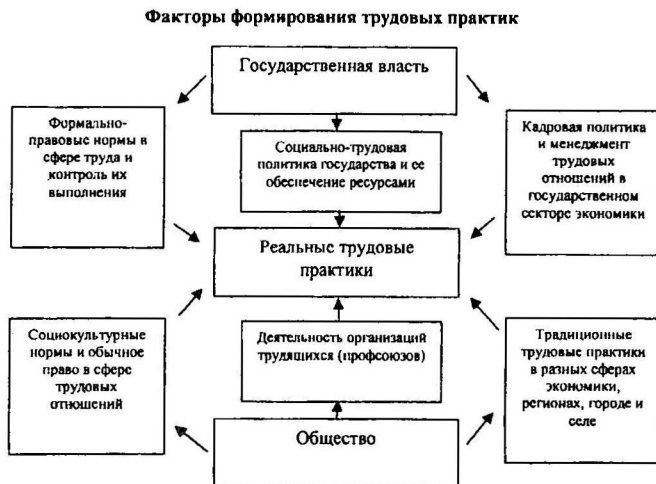 Факторы формирования трудовых практик
Государственная власть
Формально-
правовые нормы в
сфере труда и
контроль их
выполнения
Социально-трудовая
политика государства и ее
обеспечение ресурсами
Кадровая политика
и менеджмент
трудовых
отношений в
государственном
секторе экономики
Реальные трудовые
практики
Социокультурные
нормы и обычное
право в сфере
трудовых
отношений
Деятельность организаций
трудящихся (профсоюзов)
Традиционные
трудовые практики
в разных сферах
экономики,
регионах, городе и
селе
Общество